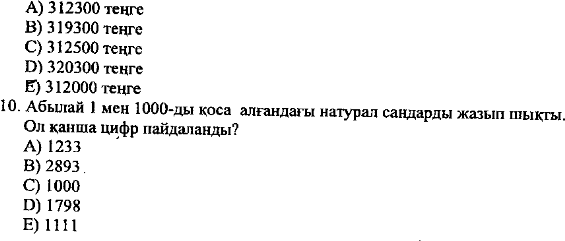 A) 312300 теңге
B) 319300 теңге
C) 312500 теңге
D) 320300 теңге
E) 312000 теңге
10. Абылай 1 мен 1000-ды қоса алғандағы натурал сандарды жазып шықты.
Ол қанша цифр пайдаланды?
A) 1233
B) 2893
C) 1000
D) 1798
E) 1111